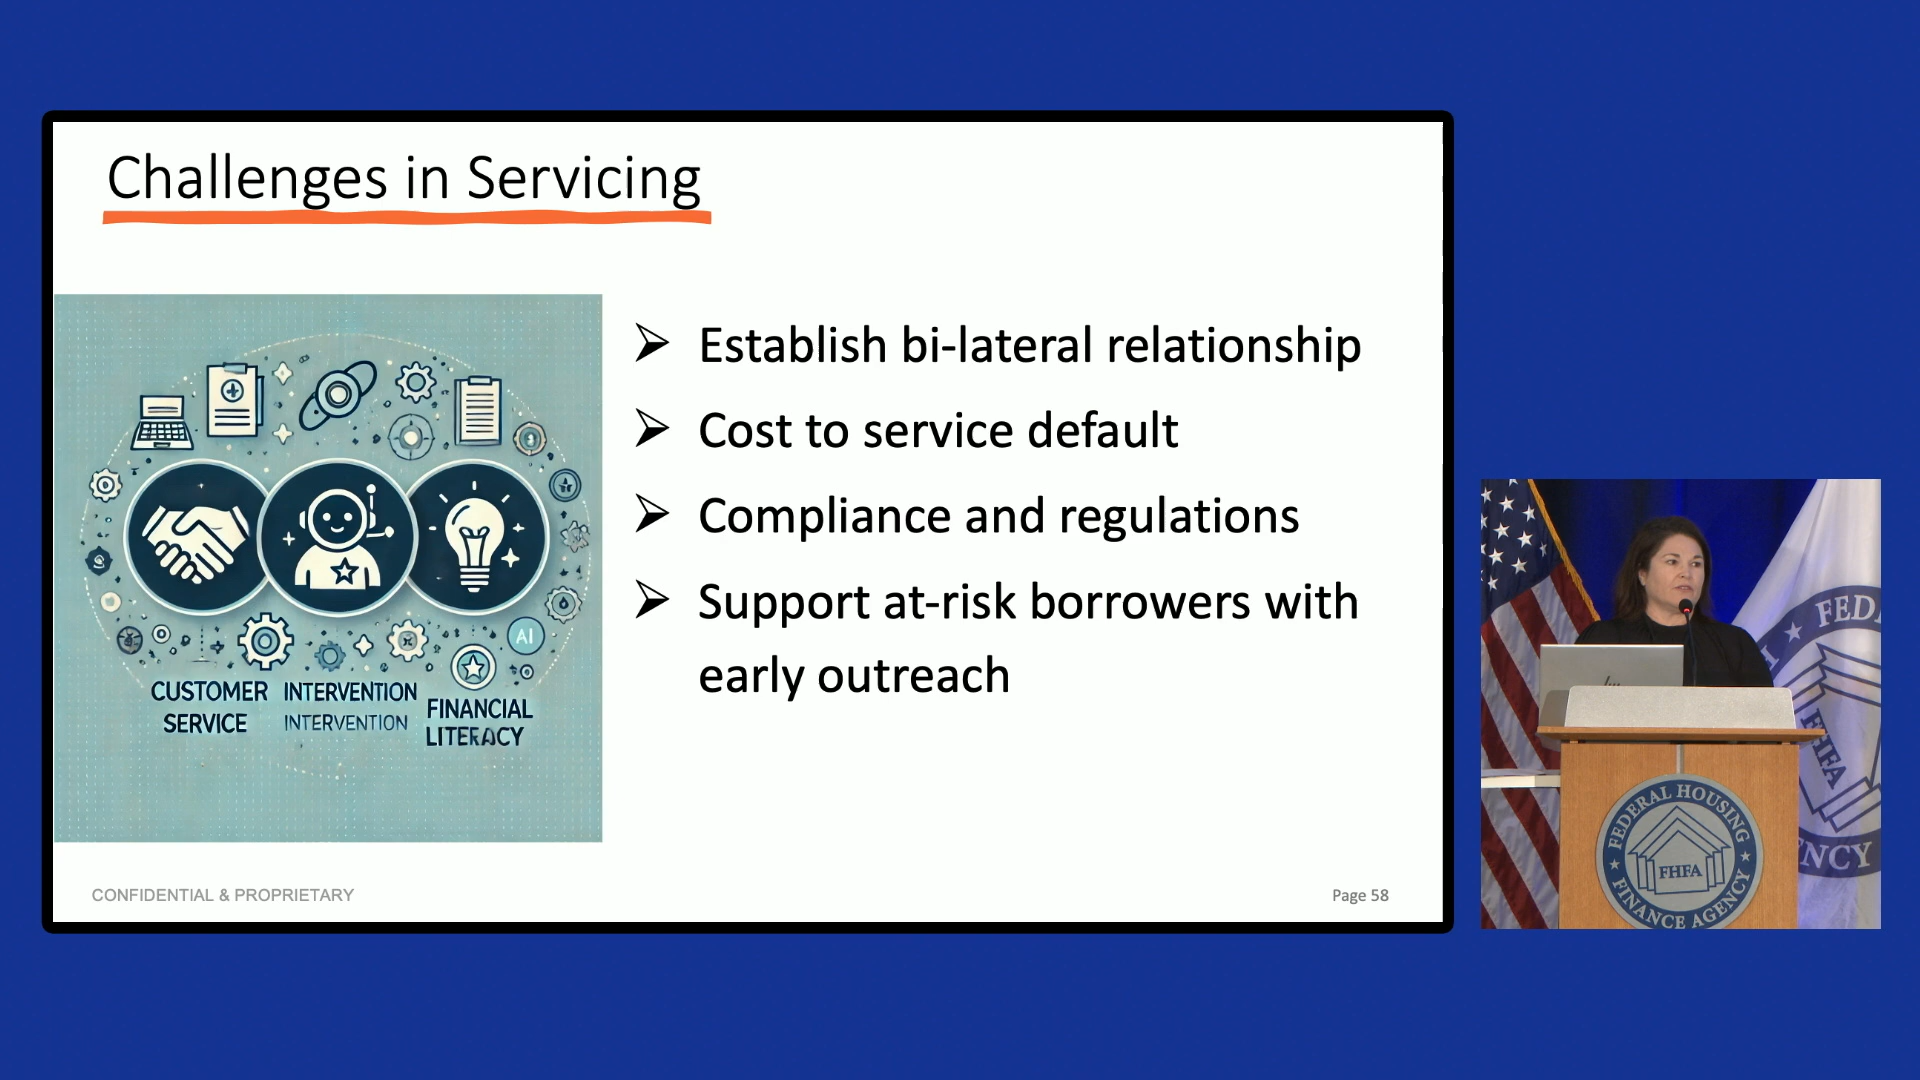 Challenges in Servicing
Establish bi-lateral relationship
Cost to service default
Compliance and regulations
Support at-risk borrowers with
early outreach
AI
CUSTOMER
SERVICE
INTERVENTION
INTERVENTION
FINANCIAL
LITERACY
CONFIDENTIAL & PROPRIETARY
Page 58
FEDERAL HOUSING
FINANCE AGENCY
FHFA
FHFA